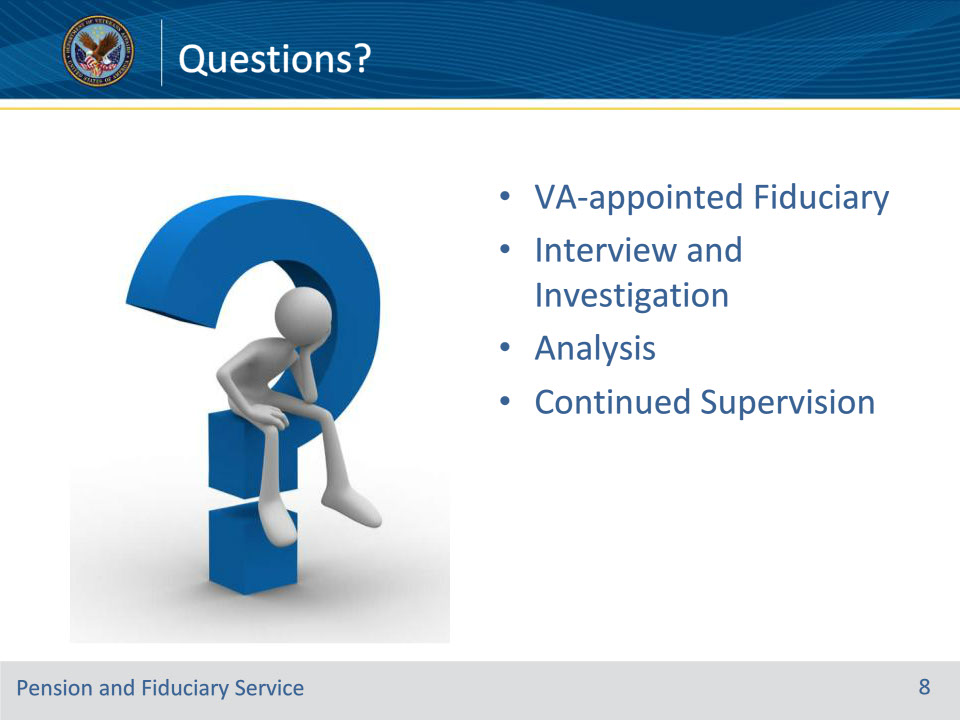 Questions?
• VA-appointed Fiduciary
• Interview and
Investigation
• Analysis
• Continued Supervision
Pension and Fiduciary Service
8